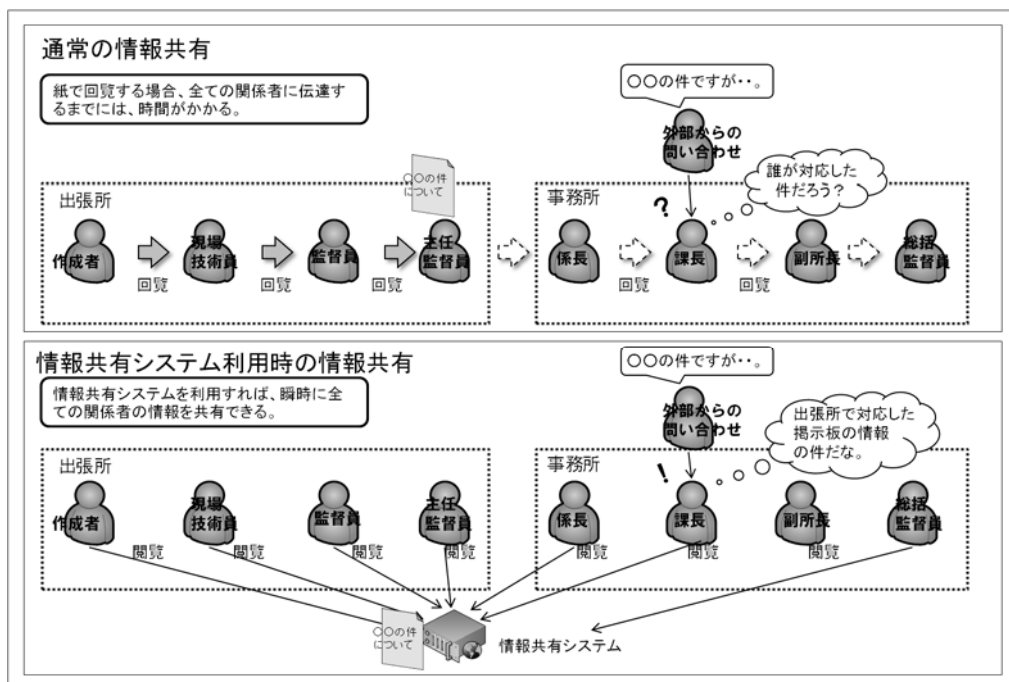 通常の情報共有
紙で回覧する場合、全ての関係者に伝達す
るまでには、時間がかかる。
〇〇の件ですが・・。
外部からの
問い合わせ
誰が対応した
件だろう？
〇〇の件
について
出張所
事務所
？
作成者
現場
技術員
監督員
主任
監督員
係長
課長
副所長
総括
監督員
回覧
回覧
回覧
回覧
回覧
情報共有システム利用時の情報共有
情報共有システムを利用すれば、瞬時に全
ての関係者の情報を共有できる。
〇〇の件ですが・・。
外部からの
問い合わせ
出張所で対応した
掲示板の情報
の件だな。
出張所
事務所
！
作成者
現場
技術員
監督員
主任
監督員
係長
課長
副所長
総括
監督員
閲覧
閲覧
閲覧
閲覧
閲覧
閲覧
閲覧
〇〇の件
について
情報共有システム